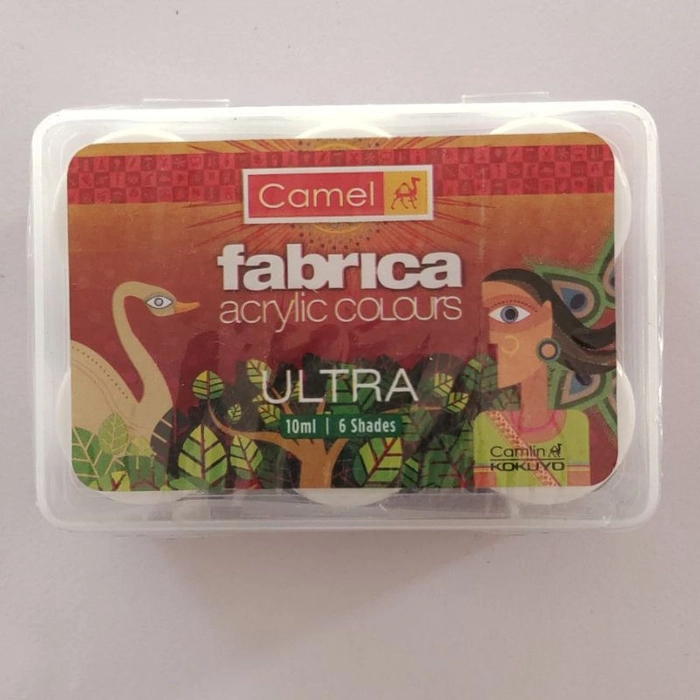 Camel
fabrica
acrylic colours
ULTRA
10ml | 6 Shades
Camlin
KOKUYO